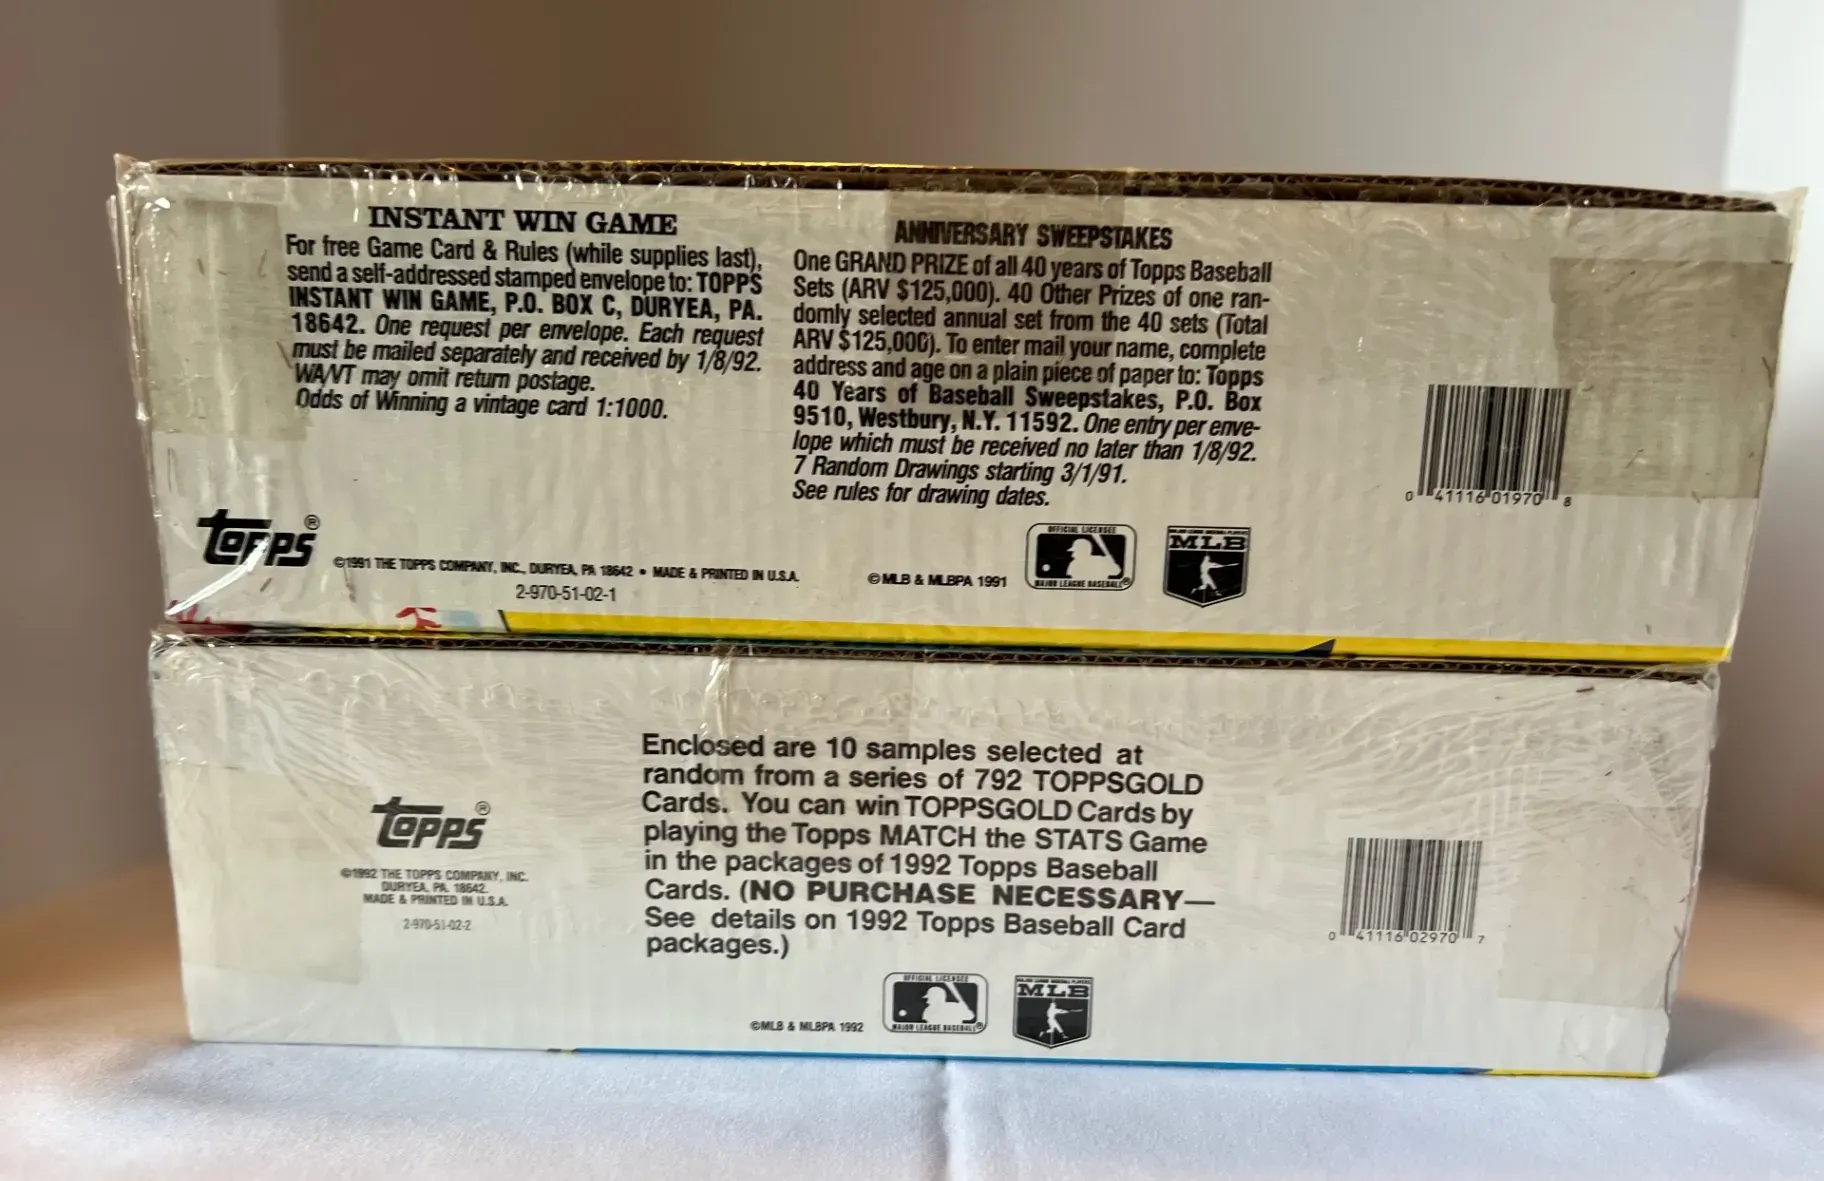 INSTANT WIN GAME
For free Game Card & Rules (while supplies last),
send a self-addressed stamped envelope to: TOPPS
INSTANT WIN GAME, P.O. BOX C, DURYEA, PA.
18642. One request per envelope. Each request
must be mailed separately and received by 1/8/92.
WA/VT may omit return postage.
Odds of Winning a vintage card 1:1000.
ANNIVERSARY SWEEPSTAKES
One GRAND PRIZE of all 40 years of Topps Baseball
Sets (ARV $125,000). 40 Other Prizes of one ran-
domly selected annual set from the 40 sets (Total
ARV $125,000). To enter mail your name, complete
address and age on a plain piece of paper to: Topps
40 Years of Baseball Sweepstakes, P.O. Box
9510, Westbury, N.Y. 11592. One entry per enve-
lope which must be received no later than 1/8/92.
7 Random Drawings starting 3/1/91.
See rules for drawing dates.
0 41116 01970 8
TOPPS®
©1991 THE TOPPS COMPANY, INC., DURYEA, PA 18642 • MADE & PRINTED IN U.S.A.
2-970-51-02-1
© MLB & MLBPA 1991
OFFICIAL LICENSEE
MAJOR LEAGUE BASEBALL®
MLB
Enclosed are 10 samples selected at
random from a series of 792 TOPPSGOLD
Cards. You can win TOPPSGOLD Cards by
playing the Topps MATCH the STATS Game
in the packages of 1992 Topps Baseball
Cards. (NO PURCHASE NECESSARY—
See details on 1992 Topps Baseball Card
packages.)
TOPPS®
©1992 THE TOPPS COMPANY, INC.
DURYEA, PA. 18642.
MADE & PRINTED IN U.S.A.
2-970-51-02-2
0 41116 02970 7
©MLB & MLBPA 1992
OFFICIAL LICENSEE
MAJOR LEAGUE BASEBALL®
MLB